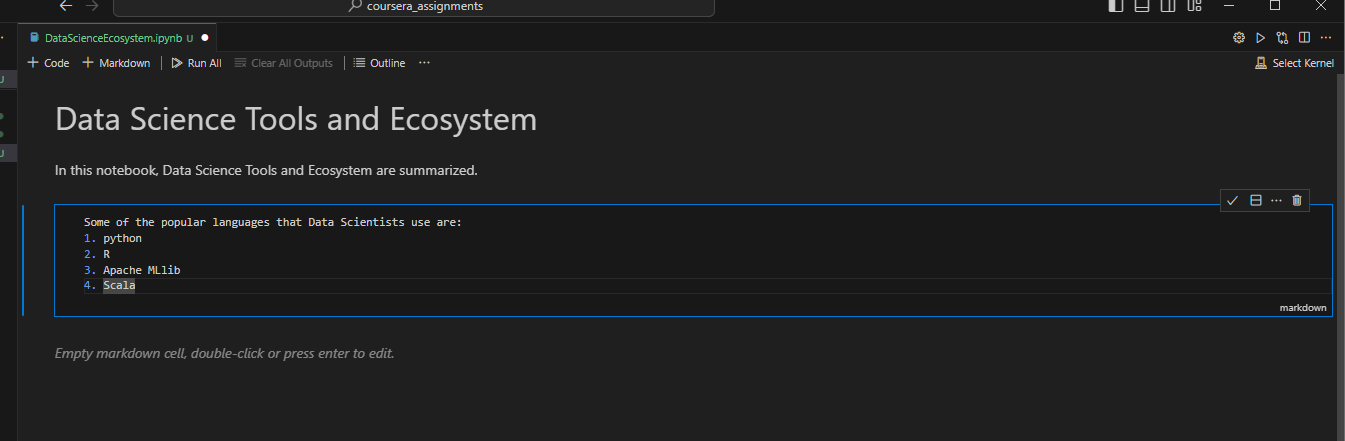 coursera_assignments
DataScienceEcosystem.ipynb U
Code Markdown Run All Clear All Outputs Outline ... Select Kernel
U
U
Data Science Tools and Ecosystem
In this notebook, Data Science Tools and Ecosystem are summarized.
Some of the popular languages that Data Scientists use are:
1. python
2. R
3. Apache MLlib
4. Scala
markdown
Empty markdown cell, double-click or press enter to edit.